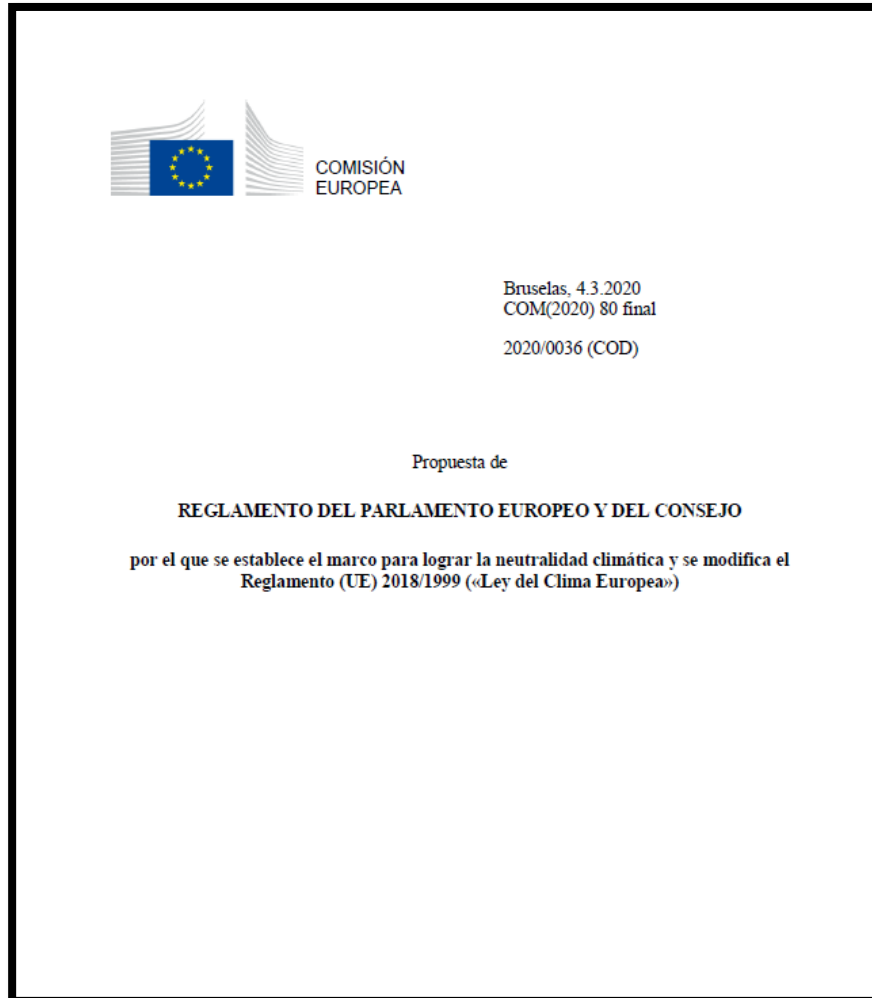 COMISIÓN
EUROPEA
Bruselas, 4.3.2020
COM(2020) 80 final
2020/0036 (COD)
Propuesta de
REGLAMENTO DEL PARLAMENTO EUROPEO Y DEL CONSEJO
por el que se establece el marco para lograr la neutralidad climática y se modifica el
Reglamento (UE) 2018/1999 («Ley del Clima Europea»)